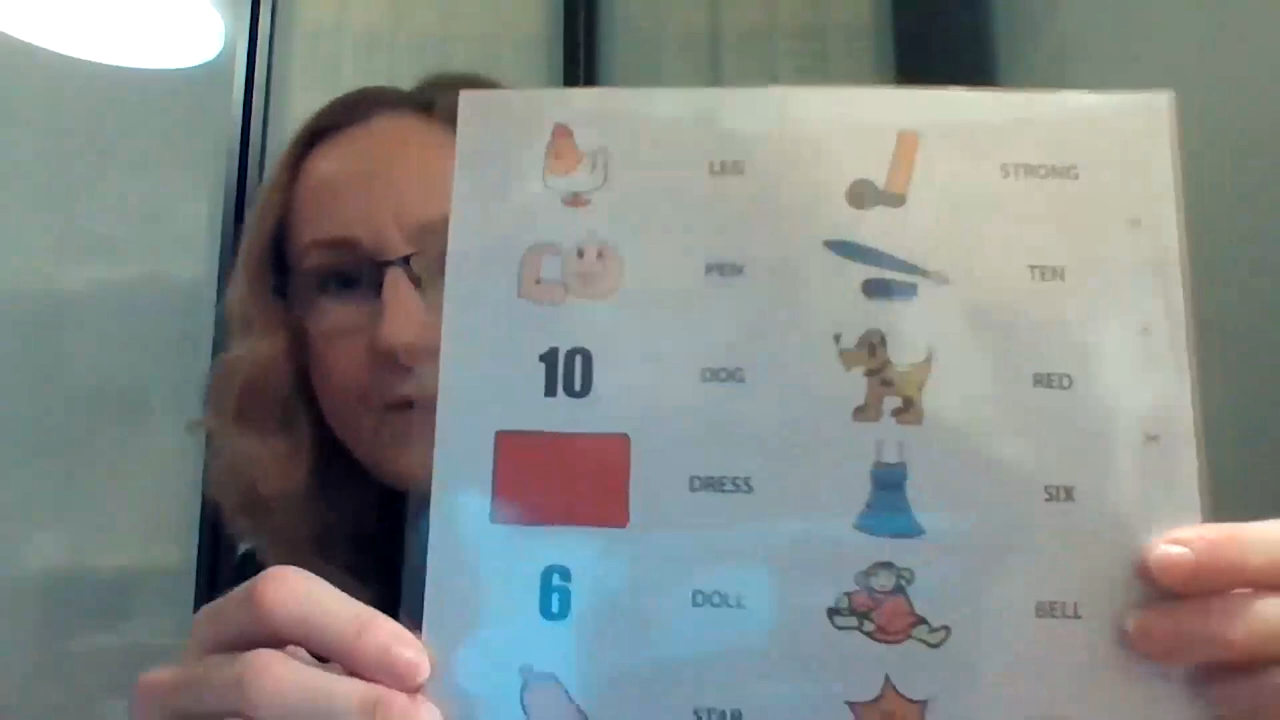 LEG STRONG
PEN TEN
10 DOG RED
DRESS SIX
6 DOLL BELL
STAR